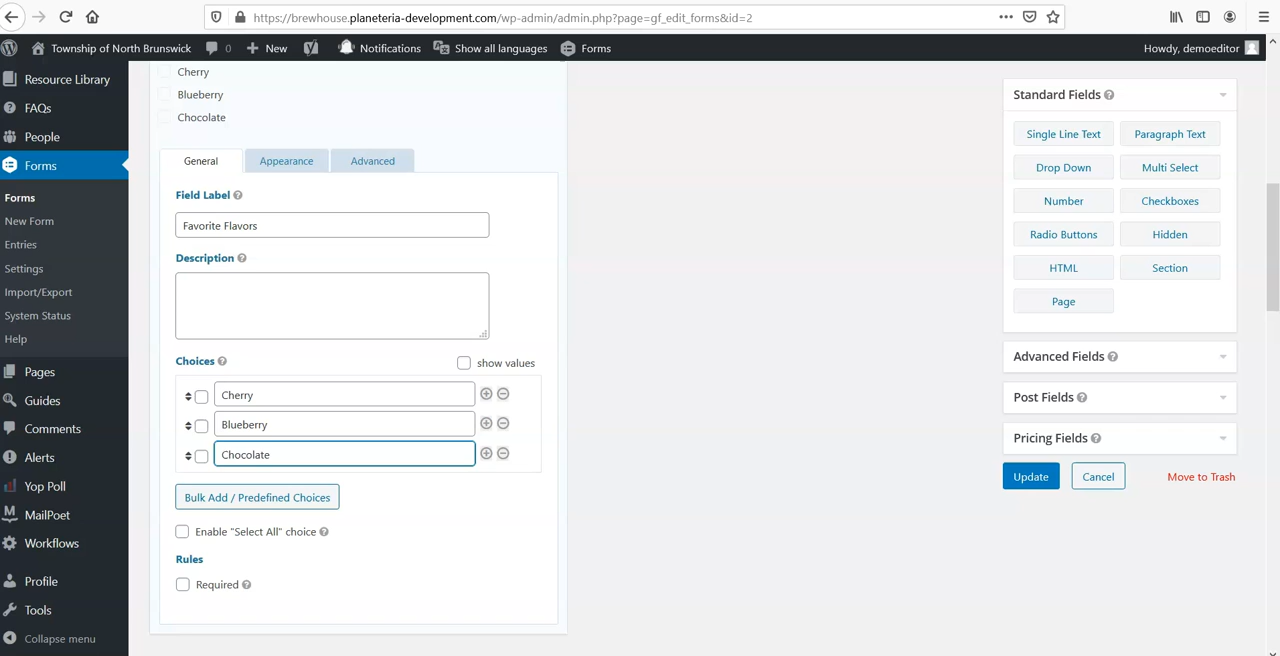 https://brewhouse.planeteria-development.com/wp-admin/admin.php?page=gf_edit_forms&id=2
Township of North Brunswick 0 New Notifications Show all languages Forms Howdy, demoeditor
Resource Library
FAQs
People
Forms
Forms
New Form
Entries
Settings
Import/Export
System Status
Help
Pages
Guides
Comments
Alerts
Yop Poll
MailPoet
Workflows
Profile
Tools
Collapse menu
Cherry
Blueberry
Chocolate
General Appearance Advanced
Field Label
Favorite Flavors
Description
Choices show values
Cherry
Blueberry
Chocolate
Bulk Add / Predefined Choices
Enable "Select All" choice
Rules
Required
Standard Fields
Single Line Text Paragraph Text
Drop Down Multi Select
Number Checkboxes
Radio Buttons Hidden
HTML Section
Page
Advanced Fields
Post Fields
Pricing Fields
Update Cancel Move to Trash